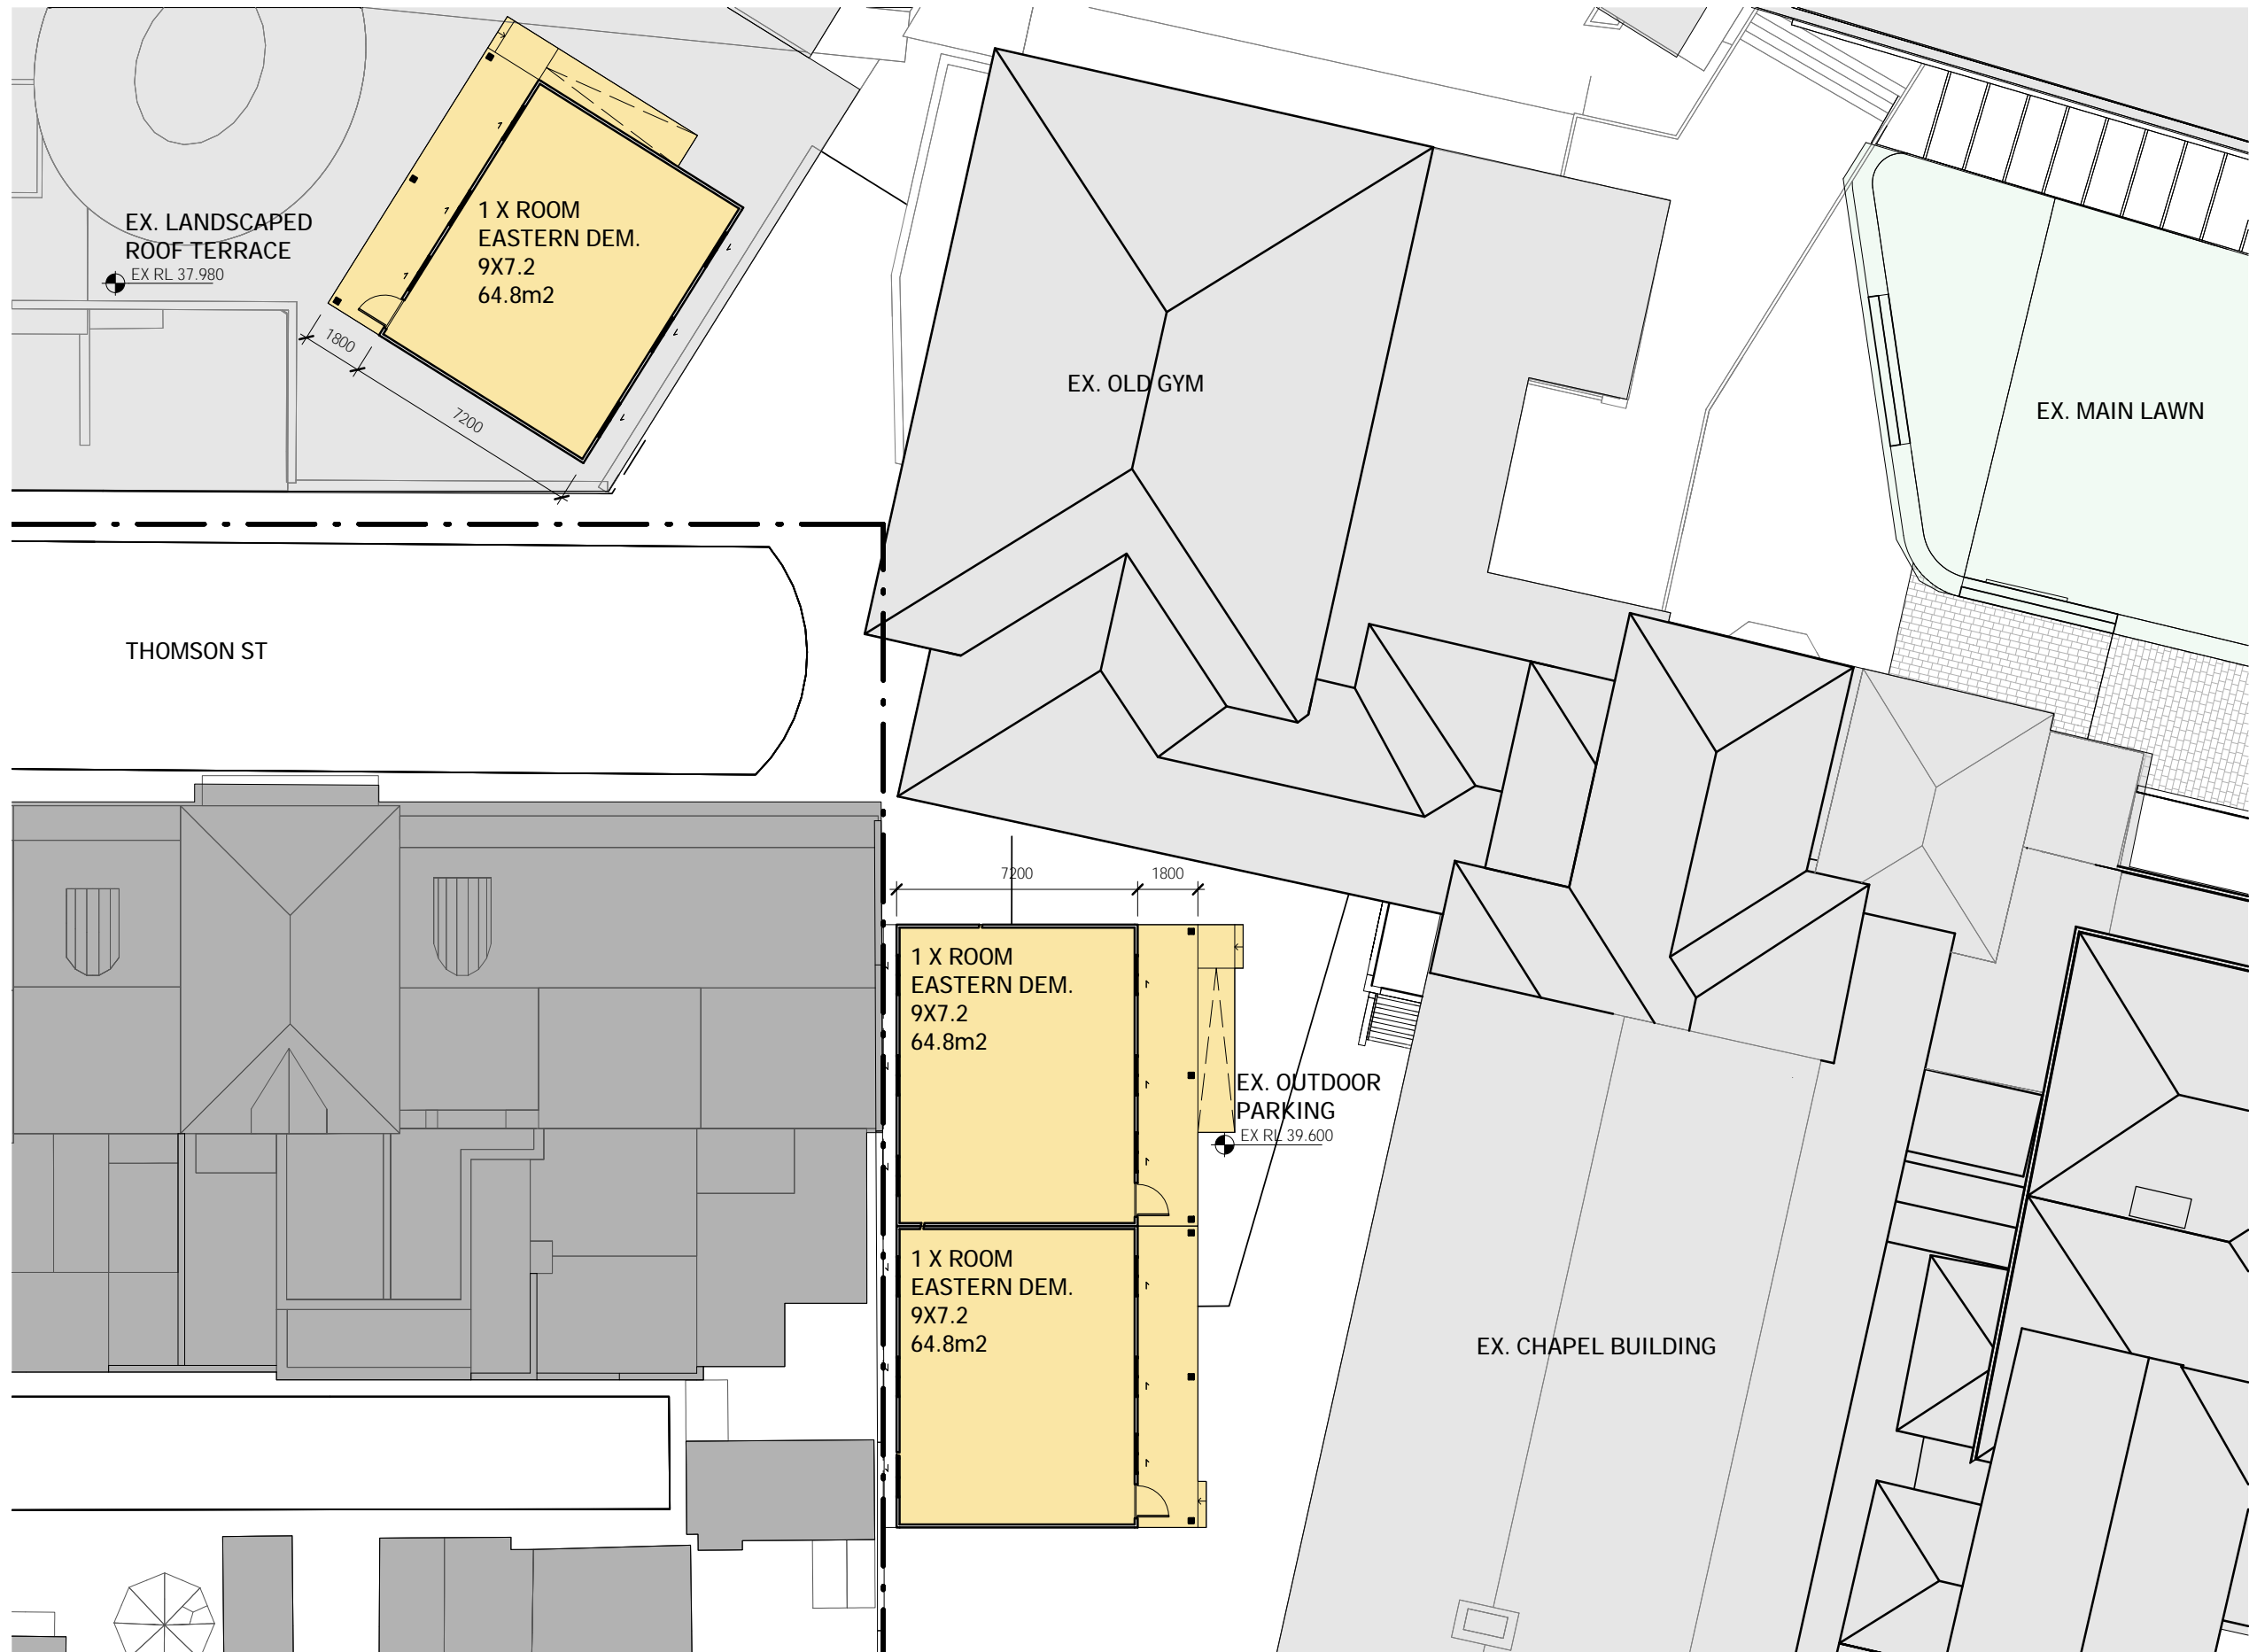 1 X ROOM
EASTERN DEM.
9X7.2
64.8m2
EX. LANDSCAPED
ROOF TERRACE
EX RL 37.980
1800
7200
EX. OLD GYM
EX. MAIN LAWN
THOMSON ST
7200
1800
1 X ROOM
EASTERN DEM.
9X7.2
64.8m2
EX. OUTDOOR
PARKING
EX RL 39.600
1 X ROOM
EASTERN DEM.
9X7.2
64.8m2
EX. CHAPEL BUILDING